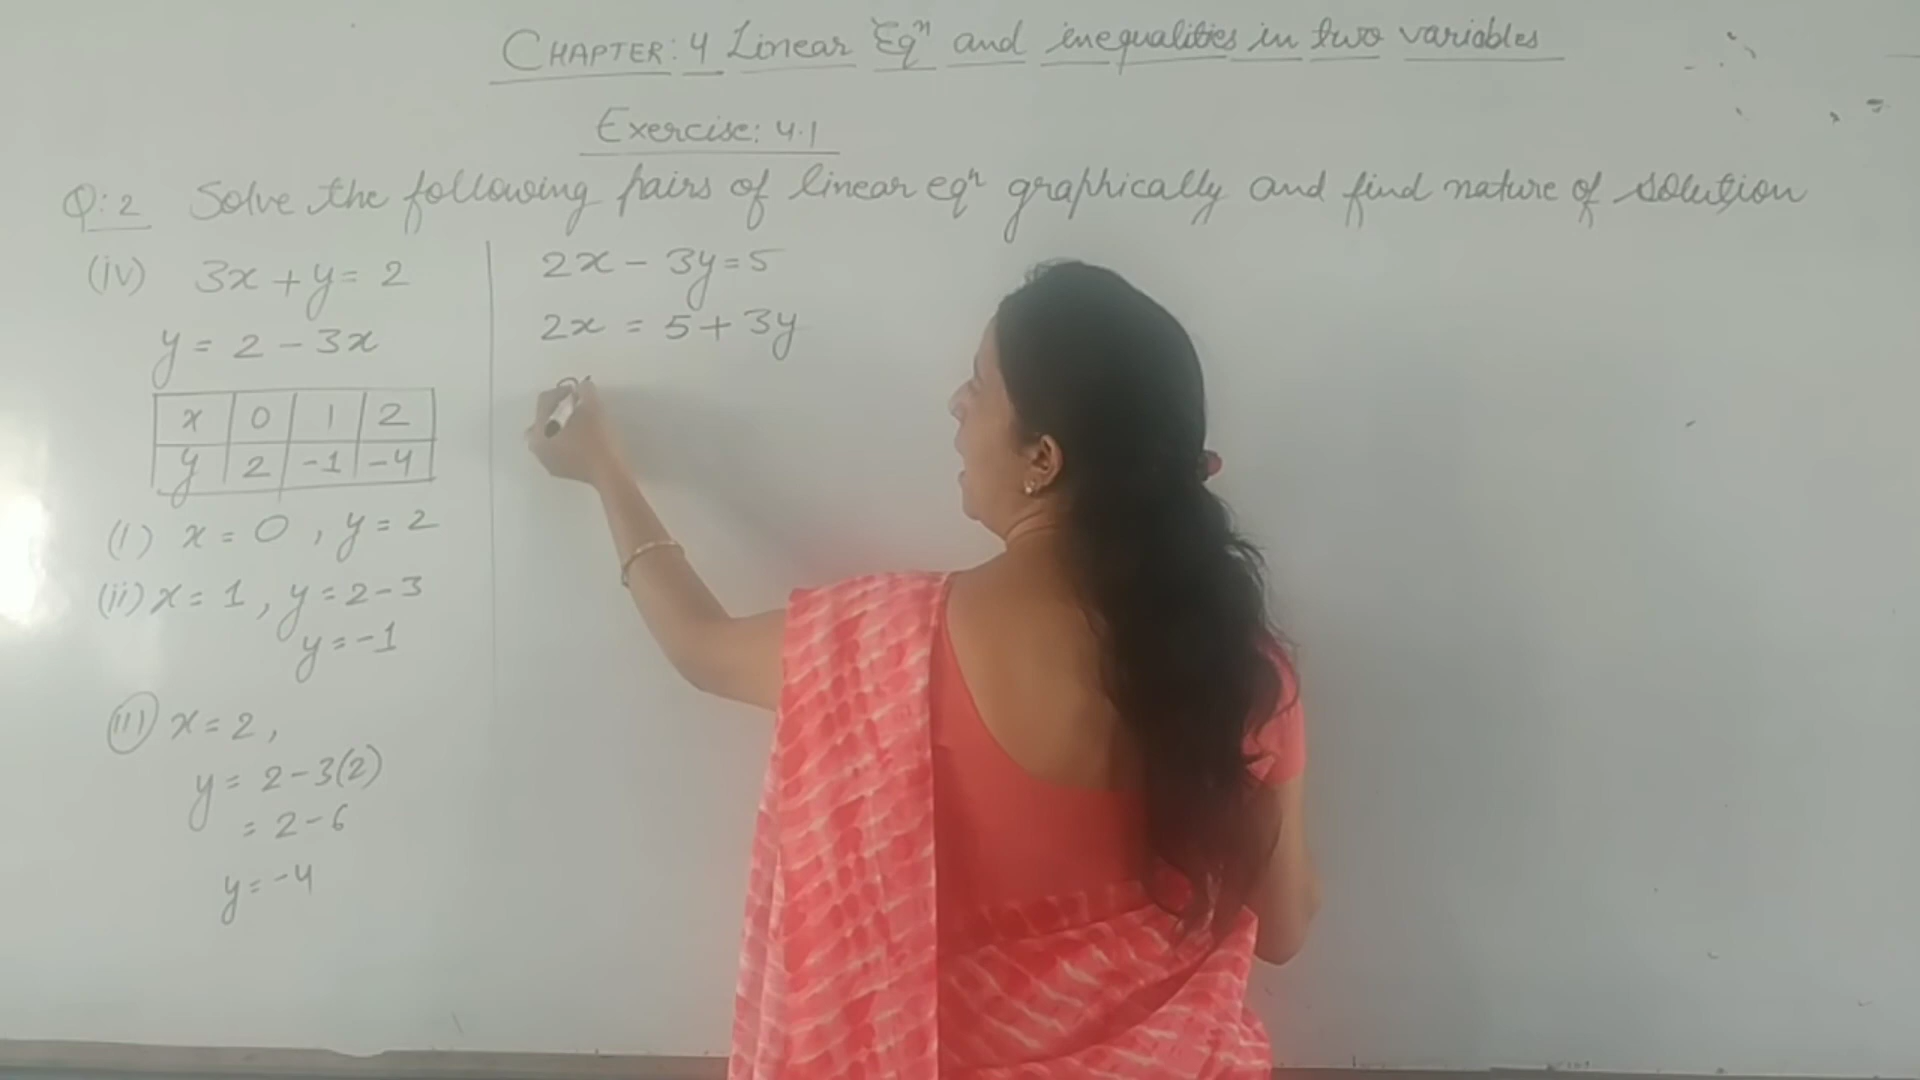 CHAPTER: 4 Linear Eqⁿ and inequalities in two variables
Exercise: 4.1
Q:2 Solve the following pairs of linear eqⁿ graphically and find nature of solution
(iv) 3x + y = 2
y = 2 - 3x
x 0 1 2
y 2 -1 -4
(i) x = 0, y = 2
(ii) x = 1, y = 2 - 3
y = -1
(iii) x = 2,
y = 2 - 3(2)
= 2 - 6
y = -4
2x - 3y = 5
2x = 5 + 3y